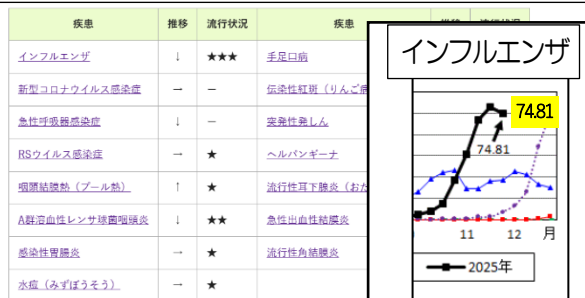 疾患 推移 流行状況 疾患
インフルエンザ ↓ ★★★ 手足口病
新型コロナウイルス感染症 → − 伝染性紅斑（りんご
急性呼吸器感染症 ↓ − 突発性発しん
RSウイルス感染症 → ★ ヘルパンギーナ
咽頭結膜熱（プール熱） ↑ ★ 流行性耳下腺炎（おた
A群溶血性レンサ球菌咽頭炎 ↓ ★★ 急性出血性結膜炎
感染性胃腸炎 → ★ 流行性角結膜炎
水痘（みずぼうそう） → ★
インフルエンザ
74.81
74.81
11 12 月
2025年